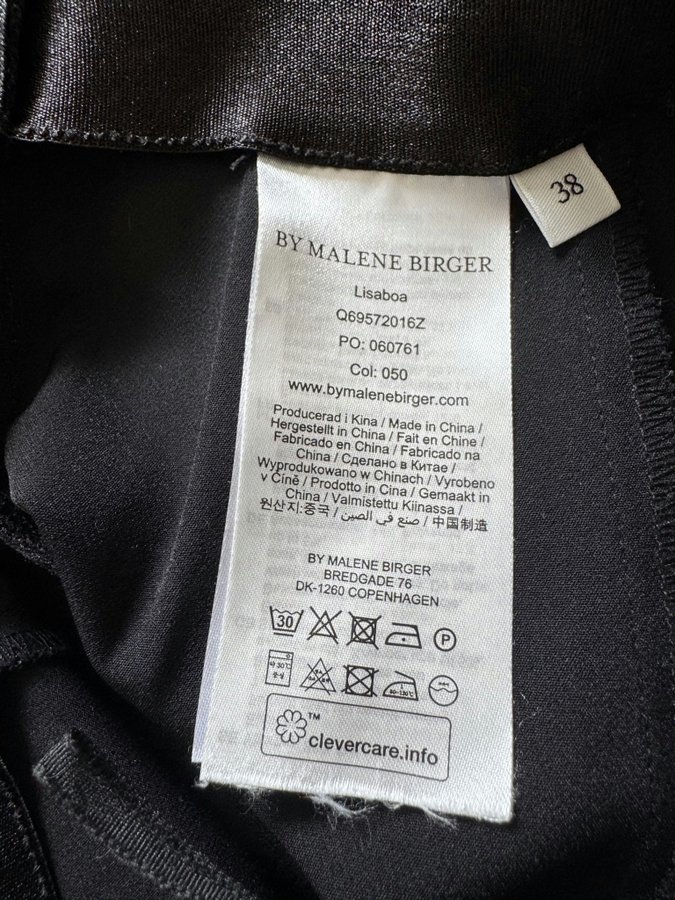 38
BY MALENE BIRGER
Lisaboa
Q69572016Z
PO: 060761
Col: 050
www.bymalenebirger.com
Producerad i Kina / Made in China /
Hergestellt in China / Fait en Chine /
Fabricado en China / Fabricado na
China / Сделано в Китае /
Wyprodukowano w Chinach / Vyrobeno
v Číně / Prodotto in Cina / Gemaakt in
China / Valmistettu Kiinassa /
원산지:중국 / صنع في الصين / 中国制造
BY MALENE BIRGER
BREDGADE 76
DK-1260 COPENHAGEN
30 P
80~130℃
™ clevercare.info